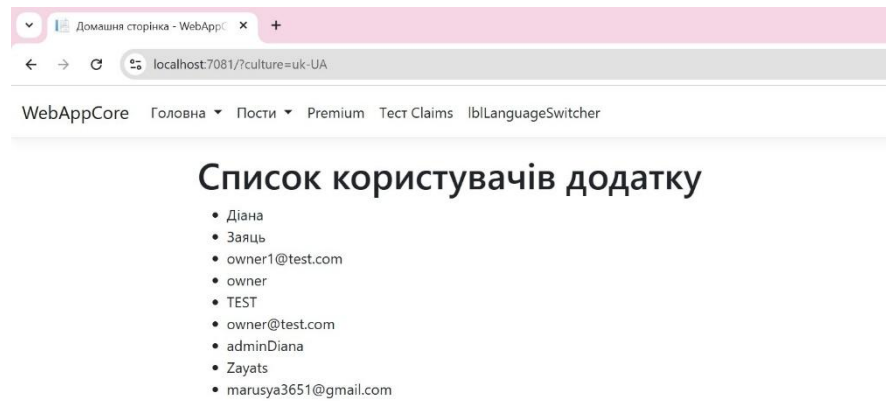 Домашня сторінка - WebAppC
localhost:7081/?culture=uk-UA
WebAppCore Головна Пости Premium Тест Claims lblLanguageSwitcher
Список користувачів додатку
Діана
Заяць
owner1@test.com
owner
TEST
owner@test.com
adminDiana
Zayats
marusya3651@gmail.com